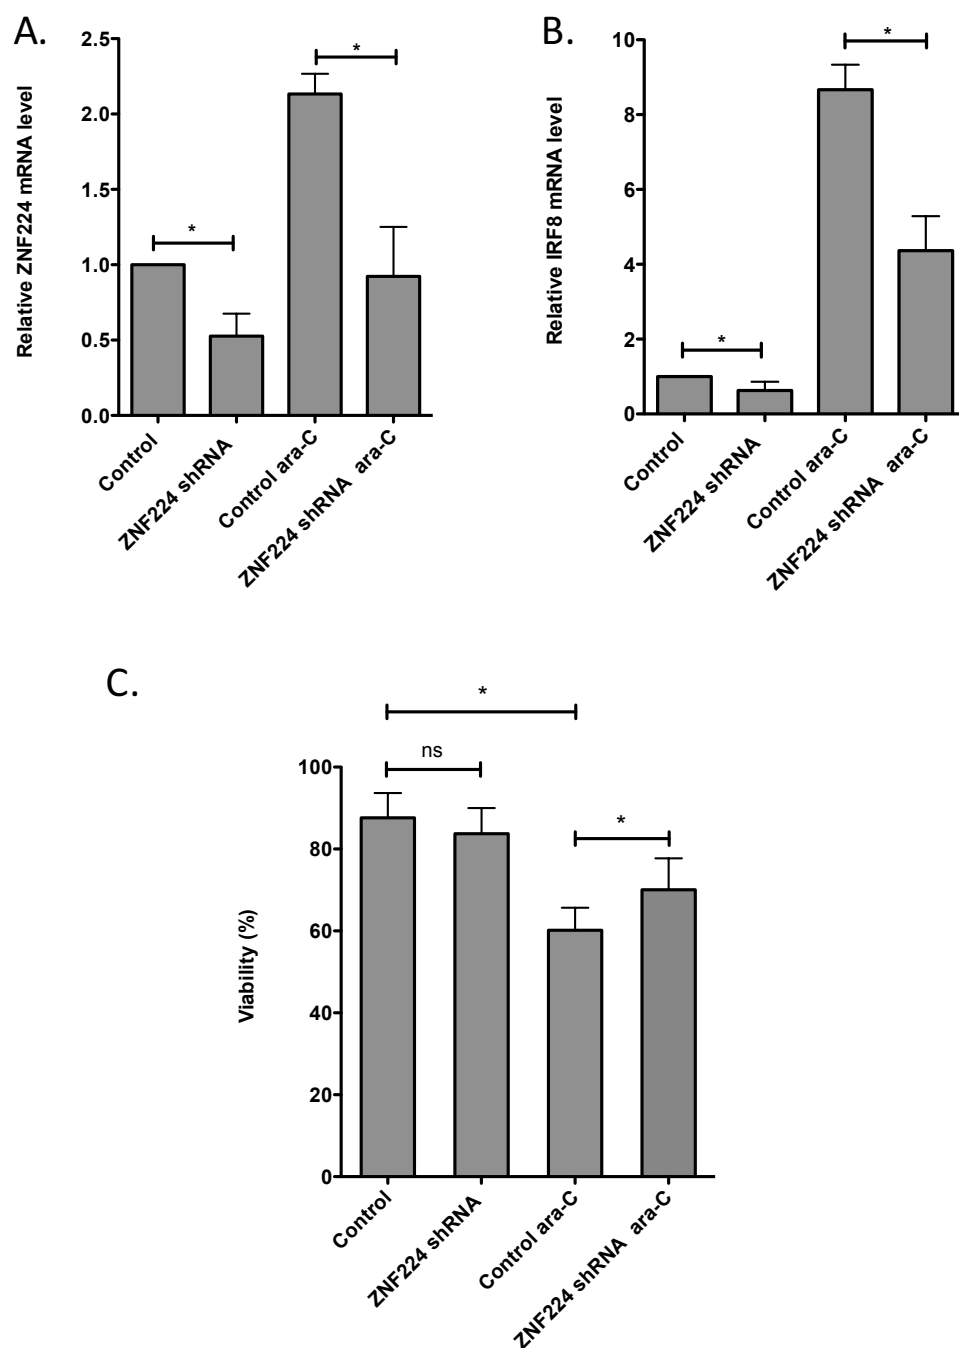 A.
Relative ZNF224 mRNA level
2.5
2.0
1.5
1.0
0.5
0.0
*
*
Control
ZNF224 shRNA
Control ara-C
ZNF224 shRNA ara-C
B.
Relative IRF8 mRNA level
10
8
6
4
2
0
*
*
Control
ZNF224 shRNA
Control ara-C
ZNF224 shRNA ara-C
C.
Viability (%)
100
80
60
40
20
0
*
ns
*
Control
ZNF224 shRNA
Control ara-C
ZNF224 shRNA ara-C